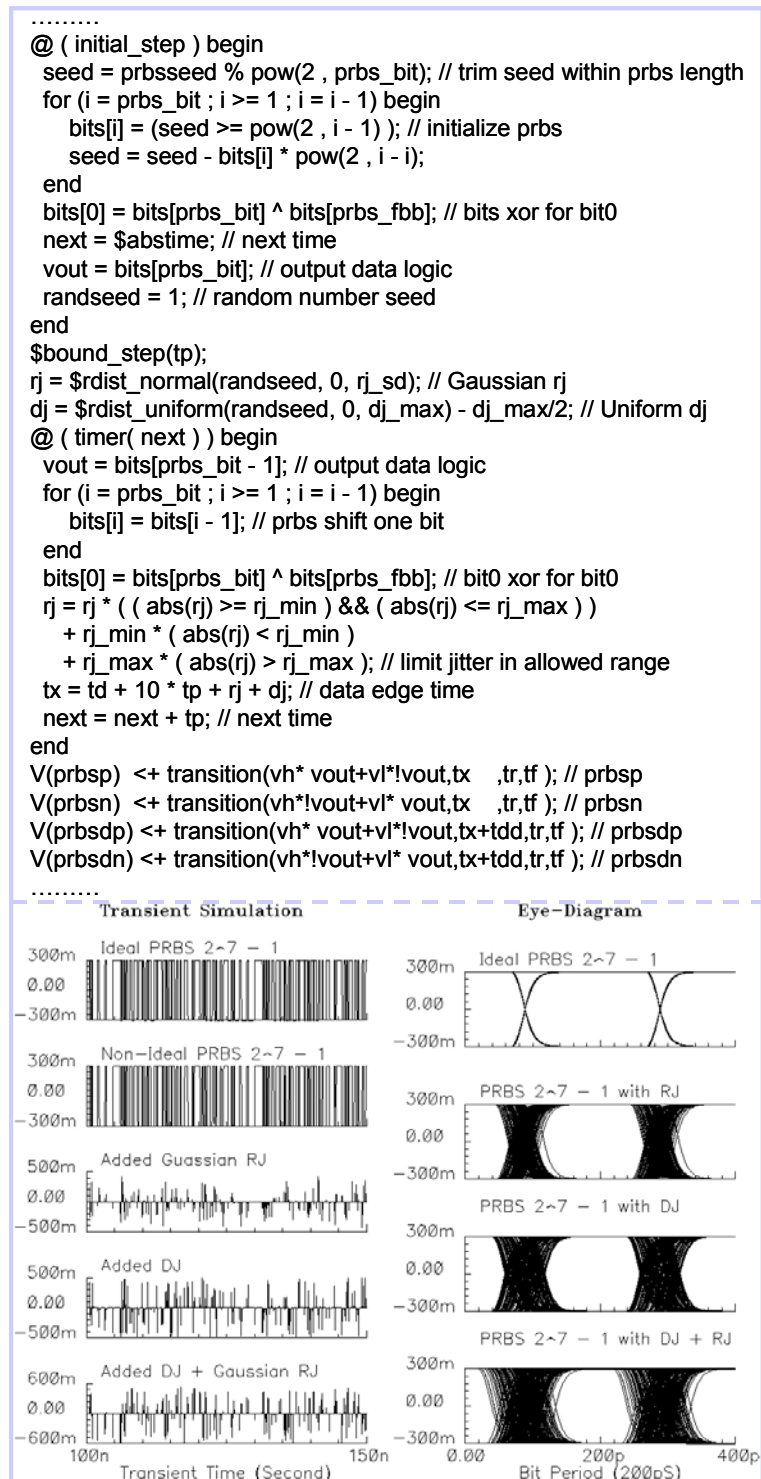 ………
@ ( initial_step ) begin
seed = prbsseed % pow(2 , prbs_bit); // trim seed within prbs length
for (i = prbs_bit ; i >= 1 ; i = i - 1) begin
bits[i] = (seed >= pow(2 , i - 1) ); // initialize prbs
seed = seed - bits[i] * pow(2 , i - i);
end
bits[0] = bits[prbs_bit] ^ bits[prbs_fbb]; // bits xor for bit0
next = $abstime; // next time
vout = bits[prbs_bit]; // output data logic
randseed = 1; // random number seed
end
$bound_step(tp);
rj = $rdist_normal(randseed, 0, rj_sd); // Gaussian rj
dj = $rdist_uniform(randseed, 0, dj_max) - dj_max/2; // Uniform dj
@ ( timer( next ) ) begin
vout = bits[prbs_bit - 1]; // output data logic
for (i = prbs_bit ; i >= 1 ; i = i - 1) begin
bits[i] = bits[i - 1]; // prbs shift one bit
end
bits[0] = bits[prbs_bit] ^ bits[prbs_fbb]; // bit0 xor for bit0
rj = rj * ( ( abs(rj) >= rj_min ) && ( abs(rj) <= rj_max ) )
+ rj_min * ( abs(rj) < rj_min )
+ rj_max * ( abs(rj) > rj_max ); // limit jitter in allowed range
tx = td + 10 * tp + rj + dj; // data edge time
next = next + tp; // next time
end
V(prbsp) <+ transition(vh* vout+vl*!vout,tx ,tr,tf ); // prbsp
V(prbsn) <+ transition(vh*!vout+vl* vout,tx ,tr,tf ); // prbsn
V(prbsdp) <+ transition(vh* vout+vl*!vout,tx+tdd,tr,tf ); // prbsdp
V(prbsdn) <+ transition(vh*!vout+vl* vout,tx+tdd,tr,tf ); // prbsdn
………
Transient Simulation
Ideal PRBS 2^7 - 1
300m
0.00
-300m
Non-Ideal PRBS 2^7 - 1
300m
0.00
-300m
Added Guassian RJ
500m
0.00
-500m
Added DJ
500m
0.00
-500m
Added DJ + Gaussian RJ
600m
0.00
-600m
100n 150n
Transient Time (Second)
Eye-Diagram
Ideal PRBS 2^7 - 1
300m
0.00
-300m
PRBS 2^7 - 1 with RJ
300m
0.00
-300m
PRBS 2^7 - 1 with DJ
300m
0.00
-300m
PRBS 2^7 - 1 with DJ + RJ
300m
0.00
-300m
0.00 200p 400p
Bit Period (200pS)